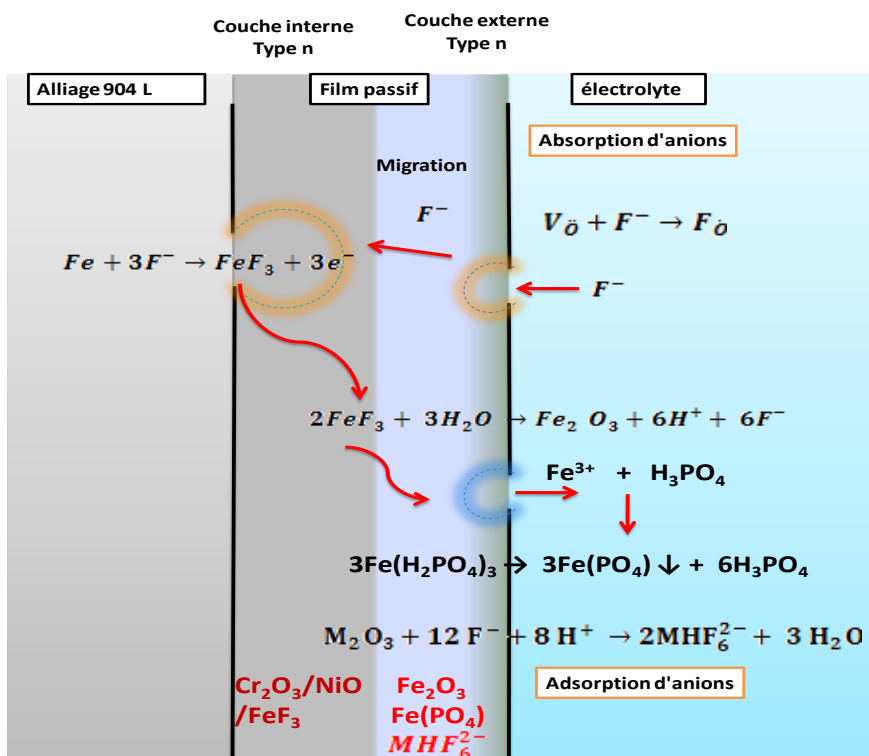 Couche interne
Type n
Couche externe
Type n
Alliage 904 L
Film passif
électrolyte
Absorption d'anions
Migration
F⁻
V_Ö + F⁻ → F_Ȯ
Fe + 3F⁻ → FeF₃ + 3e⁻
F⁻
2FeF₃ + 3H₂O → Fe₂ O₃ + 6H⁺ + 6F⁻
Fe³⁺ + H₃PO₄
3Fe(H₂PO₄)₃ → 3Fe(PO₄) ↓ + 6H₃PO₄
M₂O₃ + 12 F⁻ + 8 H⁺ → 2MHF₆²⁻ + 3 H₂O
Adsorption d'anions
Cr₂O₃/NiO
/FeF₃
Fe₂O₃
Fe(PO₄)
MHF₆²⁻